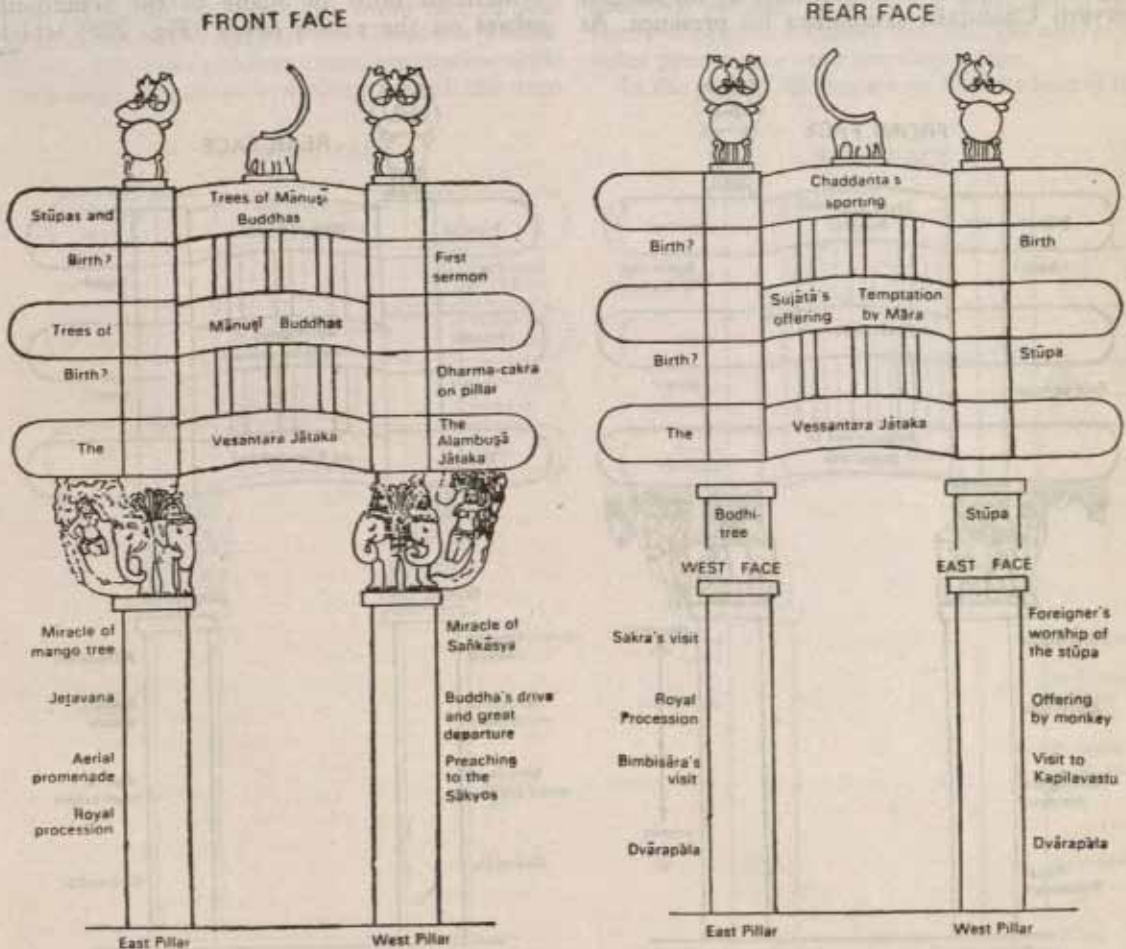 FRONT FACE
Stūpas and
Trees of Mānuṣī
Buddhas
Birth?
First
sermon
Trees of
Mānuṣī Buddhas
Birth?
Dharma-cakra
on pillar
The
Vesantara Jātaka
The
Alambuṣā
Jātaka
Miracle of
mango tree
Miracle of
Saṅkāsya
Jeṭavana
Buddha's drive
and great
departure
Aerial
promenade
Preaching
to the
Sākyos
Royal
procession
East Pillar
West Pillar
REAR FACE
Chaddanta s
sporting
Birth?
Birth
Sujātā's
offering
Temptation
by Māra
Birth?
Stūpa
The
Vessantara Jātaka
Bodhi-
tree
Stūpa
WEST FACE
EAST FACE
Sakra's visit
Foreigner's
worship of
the stūpa
Royal
Procession
Offering
by monkey
Bimbisāra's
visit
Visit to
Kapilavastu
Dvārapāla
Dvārapāla
East Pillar
West Pillar